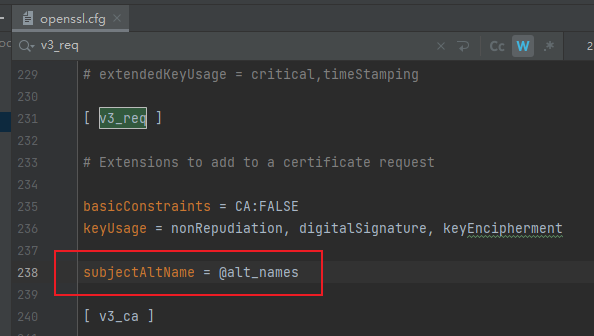 openssl.cfg
v3_req
Cc
W
.*
2
229 # extendedKeyUsage = critical,timeStamping
230
231 [ v3_req ]
232
233 # Extensions to add to a certificate request
234
235 basicConstraints = CA:FALSE
236 keyUsage = nonRepudiation, digitalSignature, keyEncipherment
237
238 subjectAltName = @alt_names
239
240 [ v3_ca ]